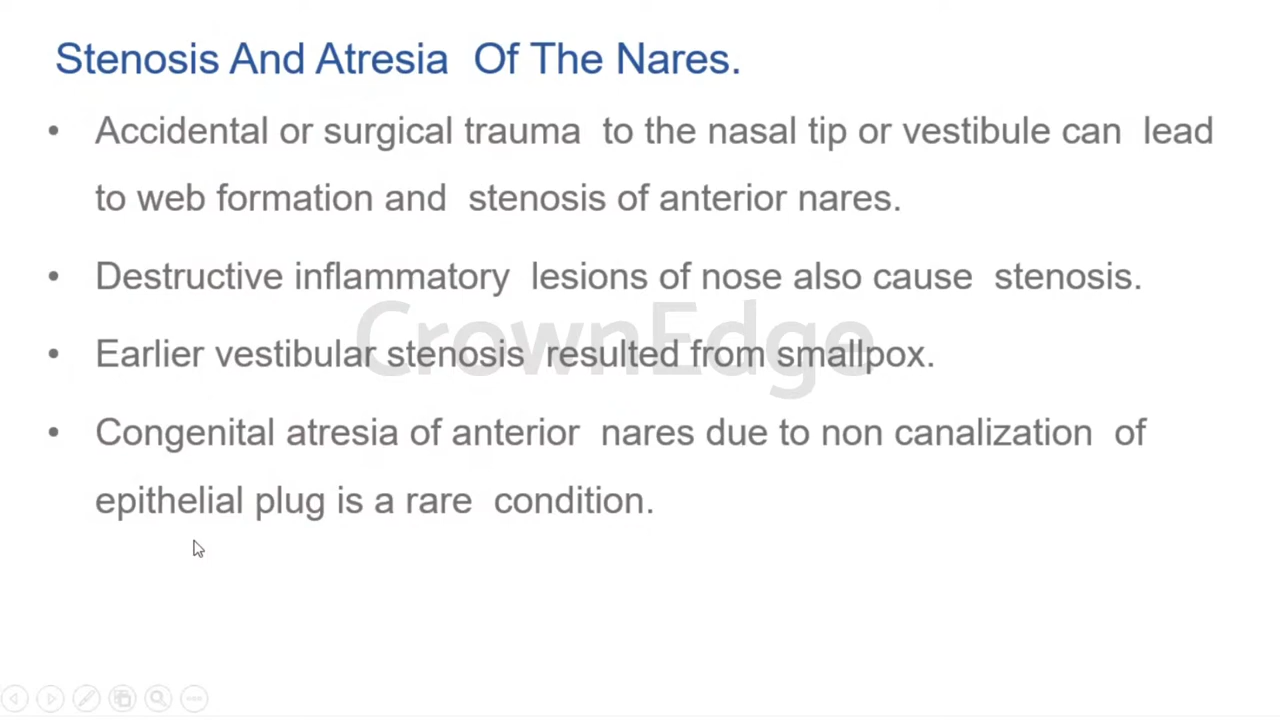 Stenosis And Atresia Of The Nares.
• Accidental or surgical trauma to the nasal tip or vestibule can lead
to web formation and stenosis of anterior nares.
• Destructive inflammatory lesions of nose also cause stenosis.
CrownEdge
• Earlier vestibular stenosis resulted from smallpox.
• Congenital atresia of anterior nares due to non canalization of
epithelial plug is a rare condition.